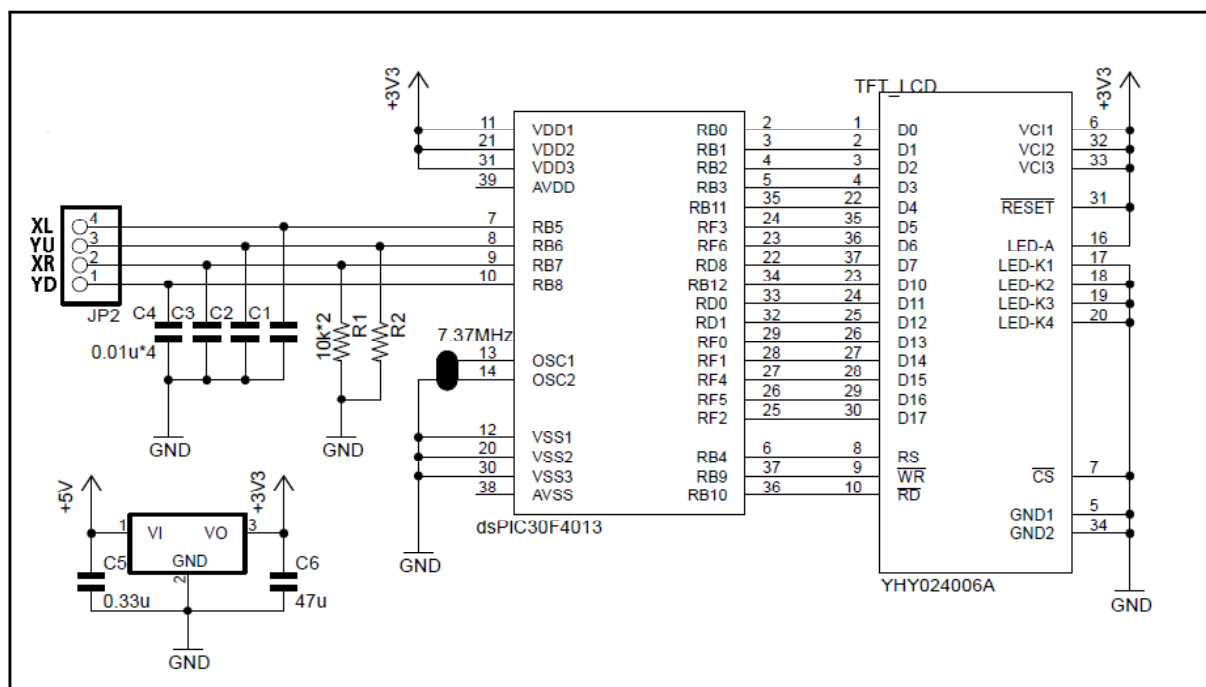 +3V3
11 VDD1
21 VDD2
31 VDD3
39 AVDD
XL 4
YU 3
XR 2
YD 1
JP2
7 RB5
8 RB6
9 RB7
10 RB8
C4 C3 C2 C1
0.01u*4
10k*2 R1 R2
GND
GND
7.37MHz
13 OSC1
14 OSC2
12 VSS1
20 VSS2
30 VSS3
38 AVSS
GND
dsPIC30F4013
RB0 2 1 D0
RB1 3 2 D1
RB2 4 3 D2
RB3 5 4 D3
RB11 35 22 D4
RF3 24 35 D5
RF6 23 36 D6
RD8 22 37 D7
RB12 34 23 D10
RD0 33 24 D11
RD1 32 25 D12
RF0 29 26 D13
RF1 28 27 D14
RF4 27 28 D15
RF5 26 29 D16
RF2 25 30 D17
RB4 6 8 RS
RB9 37 9 WR
RB10 36 10 RD
TFT_LCD
+3V3
VCI1 6
VCI2 32
VCI3 33
RESET 31
LED-A 16
LED-K1 17
LED-K2 18
LED-K3 19
LED-K4 20
CS 7
GND1 5
GND2 34
GND
YHY024006A
+5V
+3V3
1 VI VO 3
GND
2
C5
0.33u
C6
47u
GND